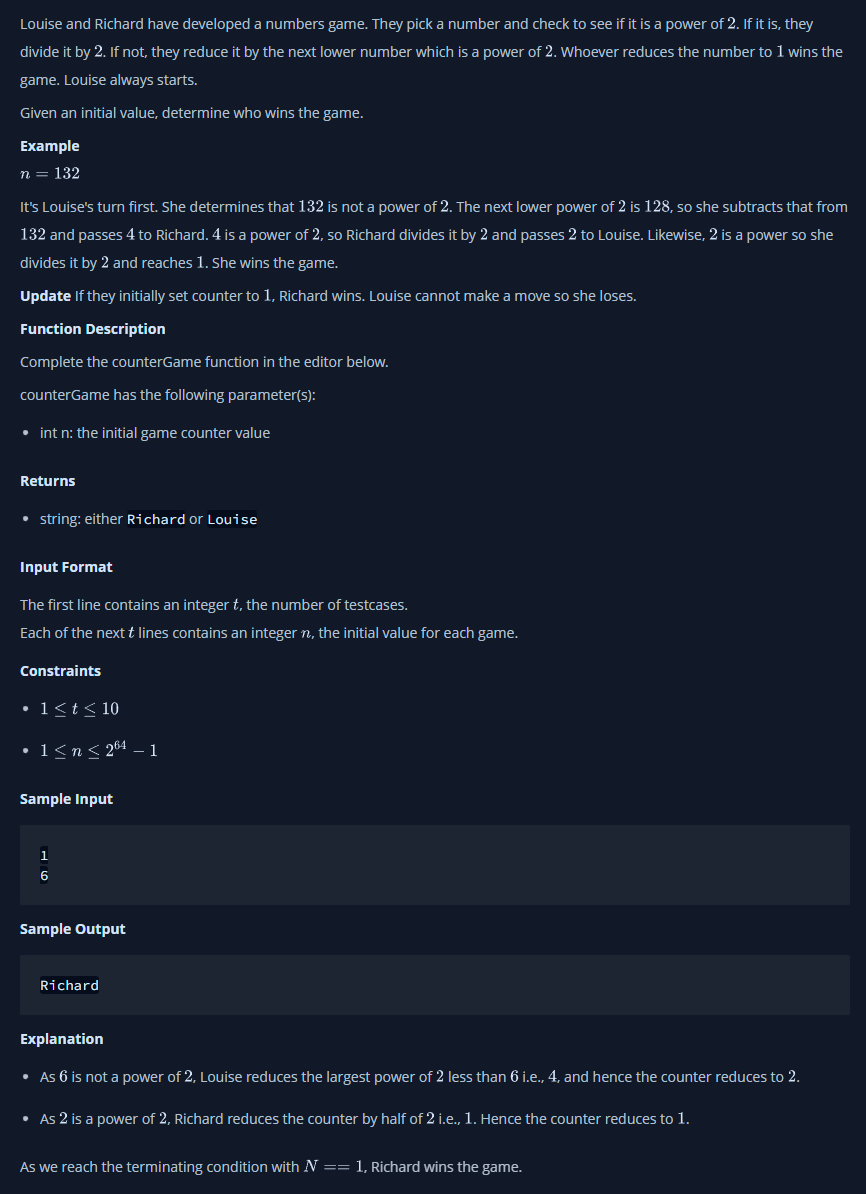 Louise and Richard have developed a numbers game. They pick a number and check to see if it is a power of 2. If it is, they
divide it by 2. If not, they reduce it by the next lower number which is a power of 2. Whoever reduces the number to 1 wins the
game. Louise always starts.
Given an initial value, determine who wins the game.
Example
n = 132
It's Louise's turn first. She determines that 132 is not a power of 2. The next lower power of 2 is 128, so she subtracts that from
132 and passes 4 to Richard. 4 is a power of 2, so Richard divides it by 2 and passes 2 to Louise. Likewise, 2 is a power so she
divides it by 2 and reaches 1. She wins the game.
Update If they initially set counter to 1, Richard wins. Louise cannot make a move so she loses.
Function Description
Complete the counterGame function in the editor below.
counterGame has the following parameter(s):
• int n: the initial game counter value
Returns
• string: either Richard or Louise
Input Format
The first line contains an integer t, the number of testcases.
Each of the next t lines contains an integer n, the initial value for each game.
Constraints
• 1 ≤ t ≤ 10
• 1 ≤ n ≤ 2^64 − 1
Sample Input
1
6
Sample Output
Richard
Explanation
• As 6 is not a power of 2, Louise reduces the largest power of 2 less than 6 i.e., 4, and hence the counter reduces to 2.
• As 2 is a power of 2, Richard reduces the counter by half of 2 i.e., 1. Hence the counter reduces to 1.
As we reach the terminating condition with N == 1, Richard wins the game.